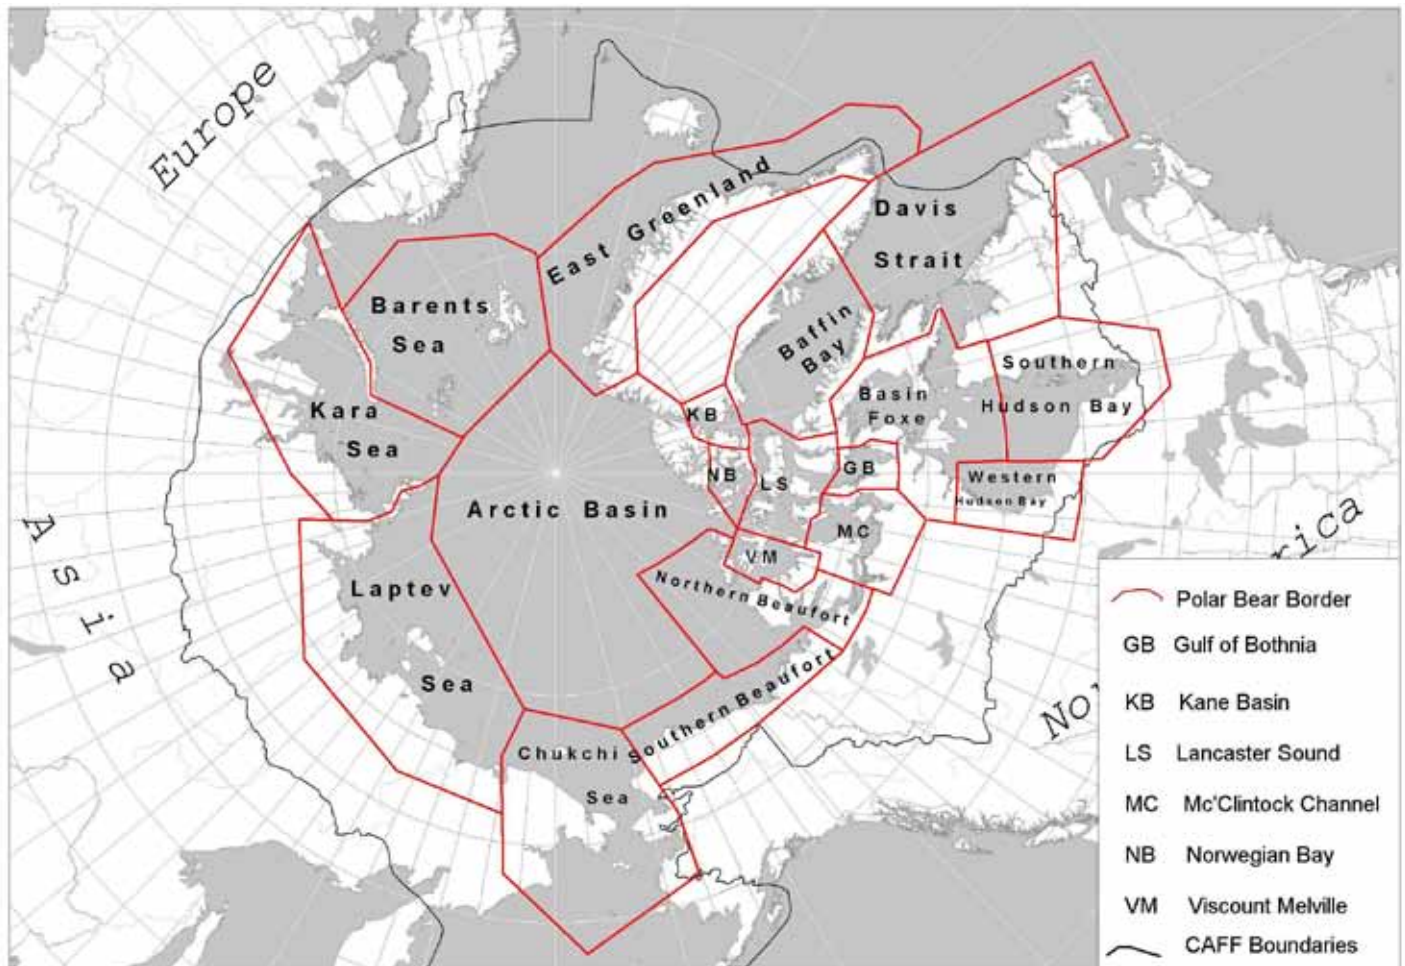 Europe
East Greenland
Davis
Strait
Barents
Sea
Baffin
Bay
Southern
Hudson Bay
Basin
Foxe
Kara
Sea
KB
GB
NB
LS
Western
Hudson Bay
Arctic Basin
MC
VM
Asia
Northern Beaufort
Laptev
Sea
Southern Beaufort
Chukchi
Sea
No
rica
Polar Bear Border
GB Gulf of Bothnia
KB Kane Basin
LS Lancaster Sound
MC Mc'Clintock Channel
NB Norwegian Bay
VM Viscount Melville
CAFF Boundaries